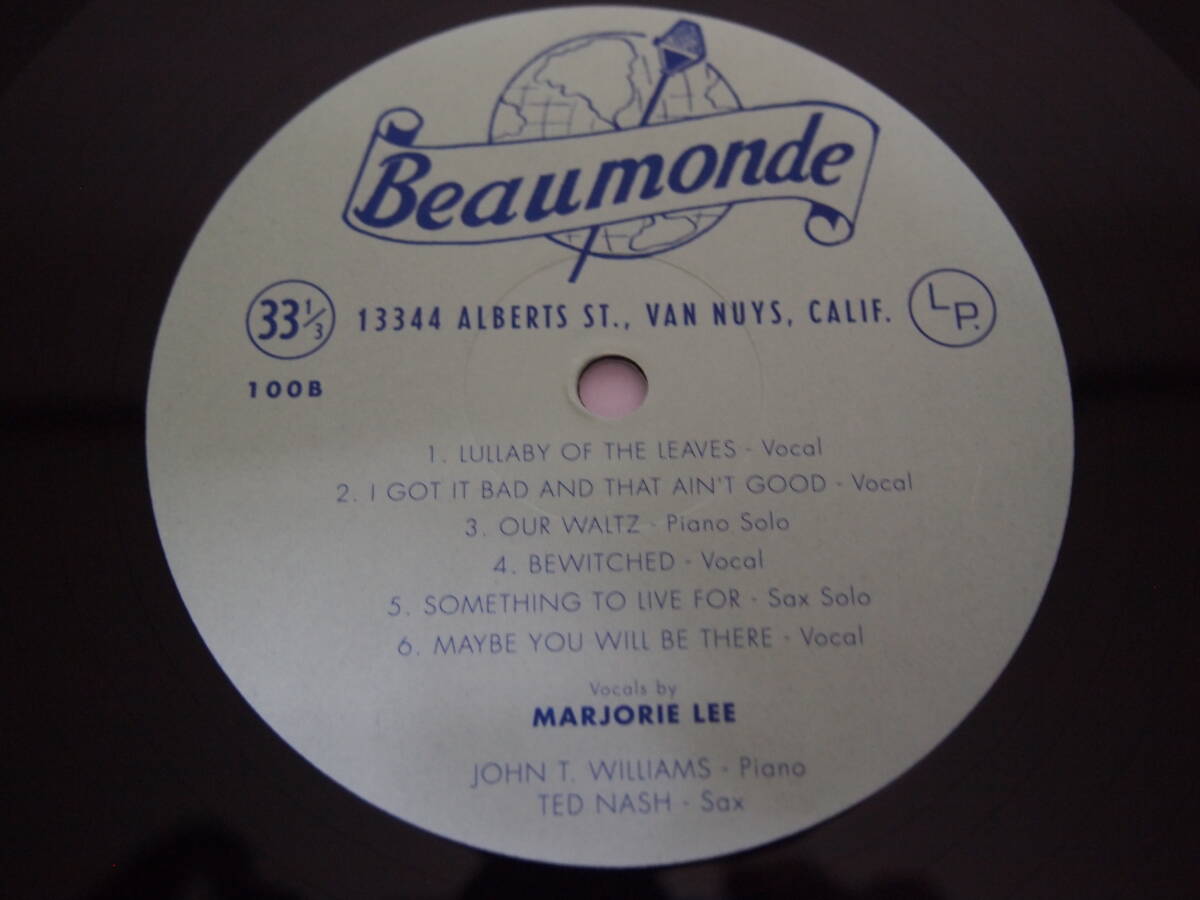 Beaumonde
33⅓ 13344 ALBERTS ST., VAN NUYS, CALIF. LP.
100B
1. LULLABY OF THE LEAVES - Vocal
2. I GOT IT BAD AND THAT AIN'T GOOD - Vocal
3. OUR WALTZ - Piano Solo
4. BEWITCHED - Vocal
5. SOMETHING TO LIVE FOR - Sax Solo
6. MAYBE YOU WILL BE THERE - Vocal
Vocals by
MARJORIE LEE
JOHN T. WILLIAMS - Piano
TED NASH - Sax